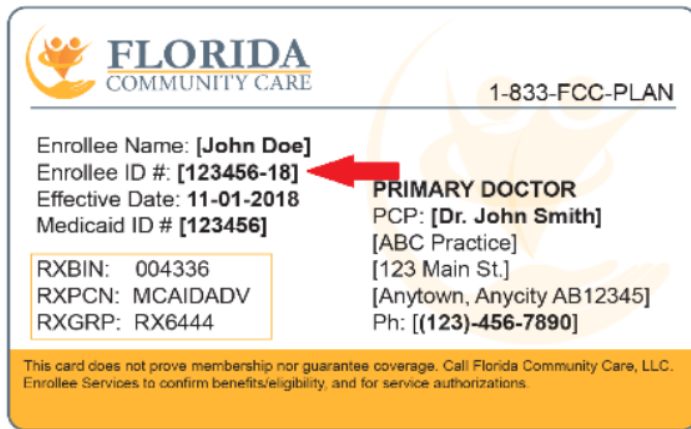 FLORIDA
COMMUNITY CARE
1-833-FCC-PLAN
Enrollee Name: [John Doe]
Enrollee ID #: [123456-18]
Effective Date: 11-01-2018
Medicaid ID # [123456]
RXBIN: 004336
RXPCN: MCAIDADV
RXGRP: RX6444
PRIMARY DOCTOR
PCP: [Dr. John Smith]
[ABC Practice]
[123 Main St.]
[Anytown, Anycity AB12345]
Ph: [(123)-456-7890]
This card does not prove membership nor guarantee coverage. Call Florida Community Care, LLC.
Enrollee Services to confirm benefits/eligibility, and for service authorizations.